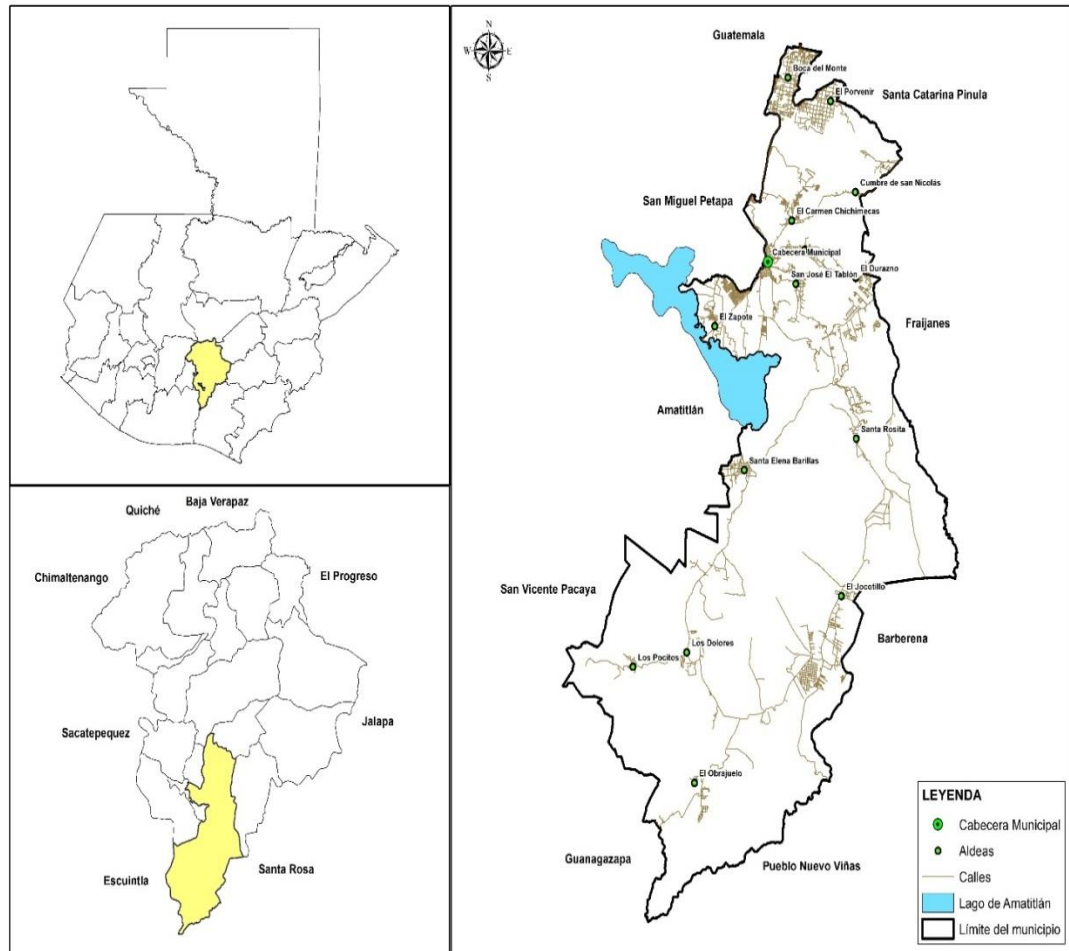 N
W E
S
Guatemala
Boca del Monte
El Porvenir
Santa Catarina Pinula
Cumbre de san Nicolás
San Miguel Petapa
El Carmen Chichimecas
Cabecera Municipal
San José El Tablón
El Durazno
Fraijanes
El Zapote
Amatitlán
Santa Rosita
Santa Elena Barillas
San Vicente Pacaya
El Jocotillo
Barberena
Los Dolores
Los Pocitos
El Obrajuelo
Guanagazapa
Pueblo Nuevo Viñas
LEYENDA
Cabecera Municipal
Aldeas
Calles
Lago de Amatitlán
Límite del municipio
Baja Verapaz
Quiché
El Progreso
Chimaltenango
Sacatepequez
Jalapa
Santa Rosa
Escuintla